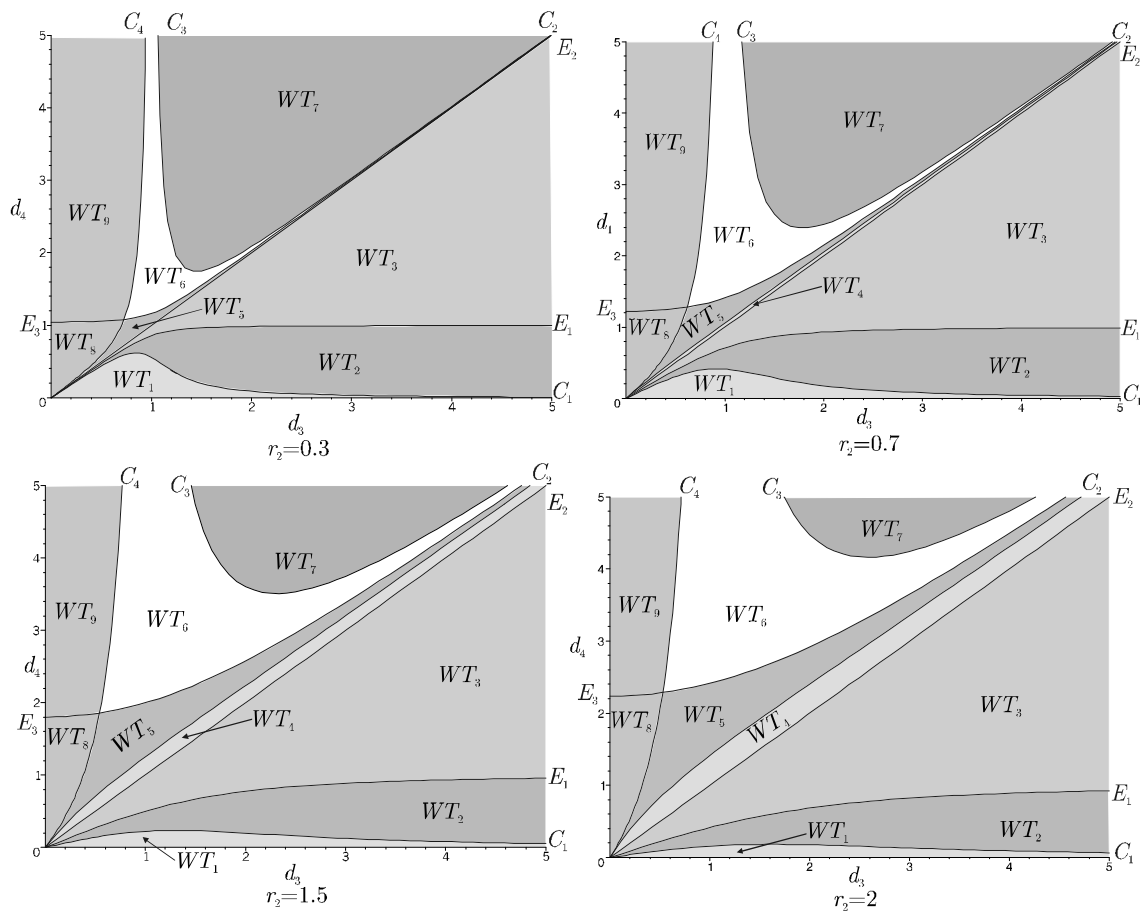 C₄ C₃ C₂
5
E₂
WT₇
4
3
d₄
WT₉
WT₃
2
WT₆
WT₅
E₃ 1 E₁
WT₈
WT₂
WT₁
C₁
0 1 2 3 4 5
d₃
r₂=0.3
C₄ C₃ C₂
5
E₂
4
WT₇
WT₉
3
WT₆ WT₃
d₄
2
WT₄
E₃
WT₈ WT₅
1 E₁
WT₂
WT₁
C₁
0 1 2 3 4 5
d₃
r₂=0.7
C₄ C₃ C₂
5
E₂
4
WT₇
WT₉
WT₆
3
d₄
WT₃
2
E₃
WT₄
WT₈ WT₅
1 E₁
WT₂
C₁
0 1 2 3 4 5
WT₁
d₃
r₂=1.5
C₄ C₃ C₂
5
E₂
WT₇
4
WT₉ WT₆
3
d₄
E₃
WT₃
2
WT₈ WT₅ WT₄
1 E₁
WT₁ WT₂
C₁
0 1 2 3 4 5
d₃
r₂=2